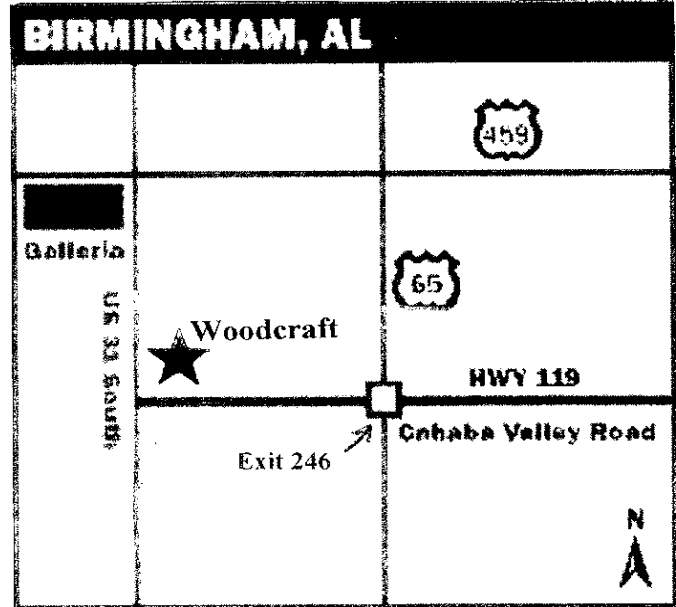 BIRMINGHAM, AL
459
Galleria
65
US 31 South
Woodcraft
HWY 119
Cahaba Valley Road
Exit 246
N